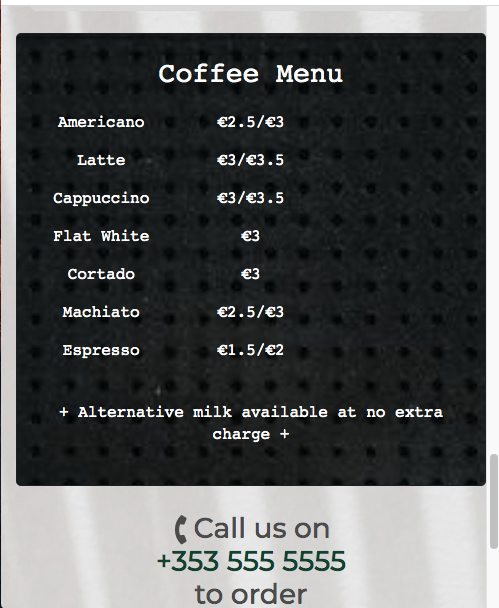 Coffee Menu
Americano €2.5/€3
Latte €3/€3.5
Cappuccino €3/€3.5
Flat White €3
Cortado €3
Machiato €2.5/€3
Espresso €1.5/€2
+ Alternative milk available at no extra
charge +
Call us on
+353 555 5555
to order